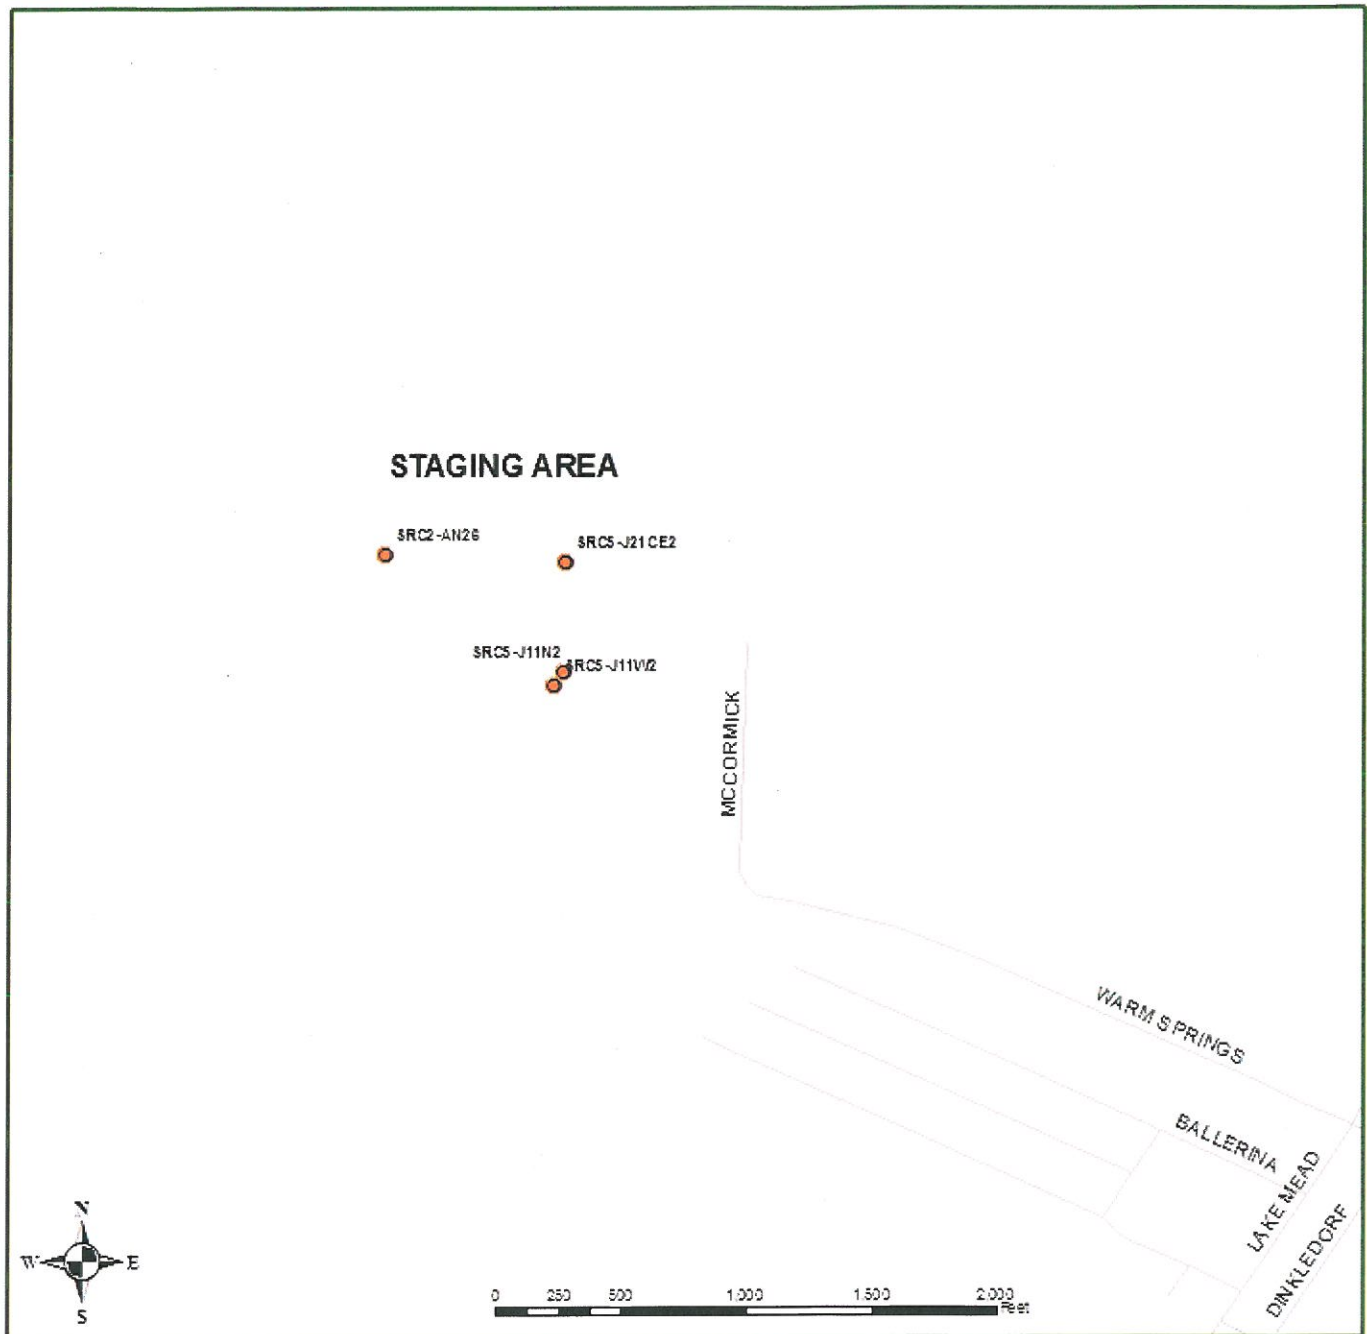 STAGING AREA
SRC2-AN26
SRC5-J21CE2
SRC5-J11N2
SRC5-J11W2
MCCORMICK
WARM SPRINGS
BALLERINA
LAKE MEAD
DINKLEDORF
N
W E
S
0 250 500 1,000 1,500 2,000
Feet